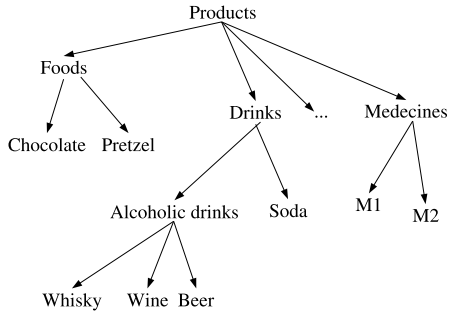 Products
Foods
Drinks
...
Medecines
Chocolate
Pretzel
Alcoholic drinks
Soda
M1
M2
Whisky
Wine
Beer